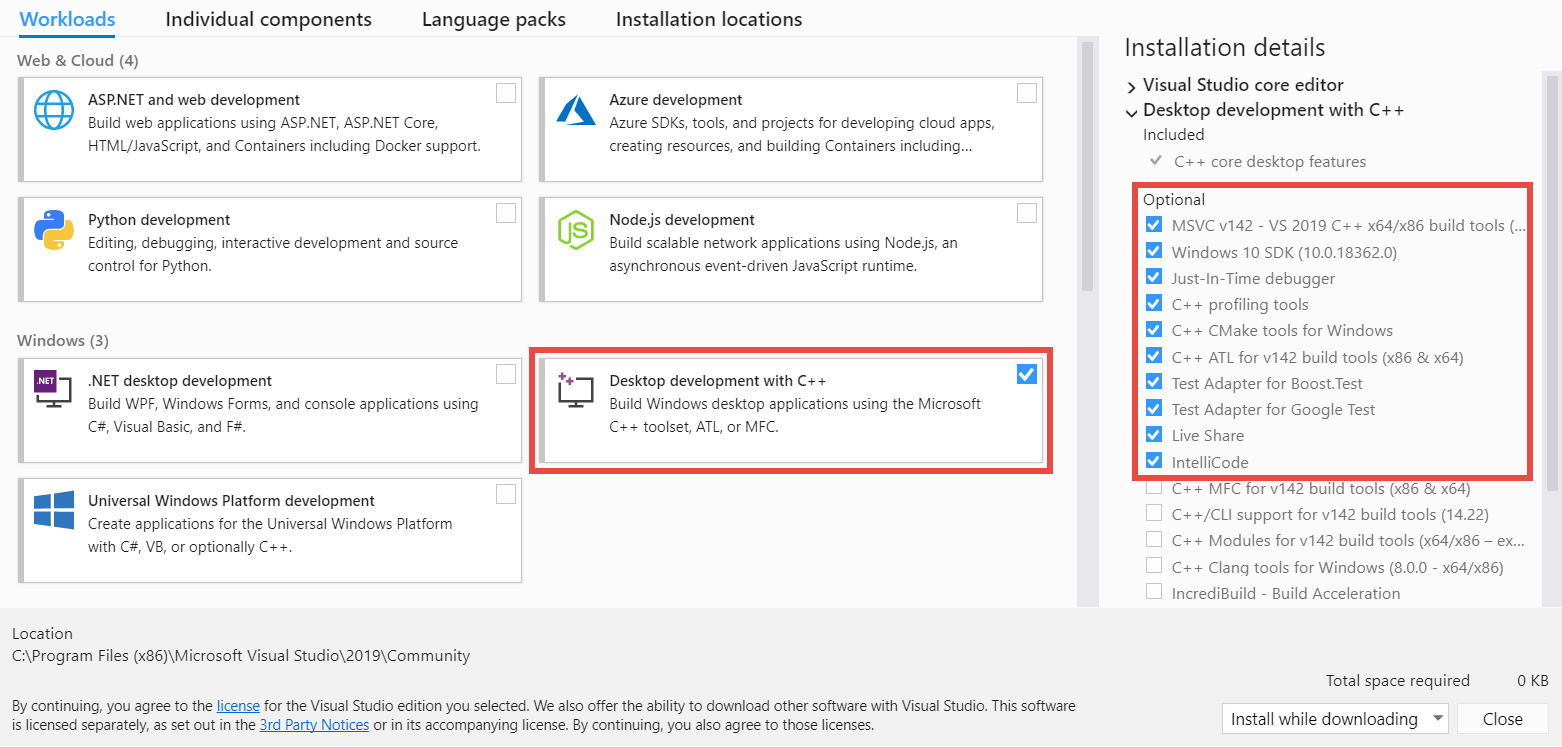 Workloads
Individual components
Language packs
Installation locations
Web & Cloud (4)
ASP.NET and web development
Build web applications using ASP.NET, ASP.NET Core,
HTML/JavaScript, and Containers including Docker support.
Azure development
Azure SDKs, tools, and projects for developing cloud apps,
creating resources, and building Containers including...
Python development
Editing, debugging, interactive development and source
control for Python.
JS
Node.js development
Build scalable network applications using Node.js, an
asynchronous event-driven JavaScript runtime.
Windows (3)
.NET
.NET desktop development
Build WPF, Windows Forms, and console applications using
C#, Visual Basic, and F#.
++
Desktop development with C++
Build Windows desktop applications using the Microsoft
C++ toolset, ATL, or MFC.
Universal Windows Platform development
Create applications for the Universal Windows Platform
with C#, VB, or optionally C++.
Installation details
Visual Studio core editor
Desktop development with C++
Included
C++ core desktop features
Optional
MSVC v142 - VS 2019 C++ x64/x86 build tools (...
Windows 10 SDK (10.0.18362.0)
Just-In-Time debugger
C++ profiling tools
C++ CMake tools for Windows
C++ ATL for v142 build tools (x86 & x64)
Test Adapter for Boost.Test
Test Adapter for Google Test
Live Share
IntelliCode
C++ MFC for v142 build tools (x86 & x64)
C++/CLI support for v142 build tools (14.22)
C++ Modules for v142 build tools (x64/x86 – ex...
C++ Clang tools for Windows (8.0.0 - x64/x86)
IncrediBuild - Build Acceleration
Location
C:\Program Files (x86)\Microsoft Visual Studio\2019\Community
Total space required 0 KB
By continuing, you agree to the license for the Visual Studio edition you selected. We also offer the ability to download other software with Visual Studio. This software
is licensed separately, as set out in the 3rd Party Notices or in its accompanying license. By continuing, you also agree to those licenses.
Install while downloading
Close